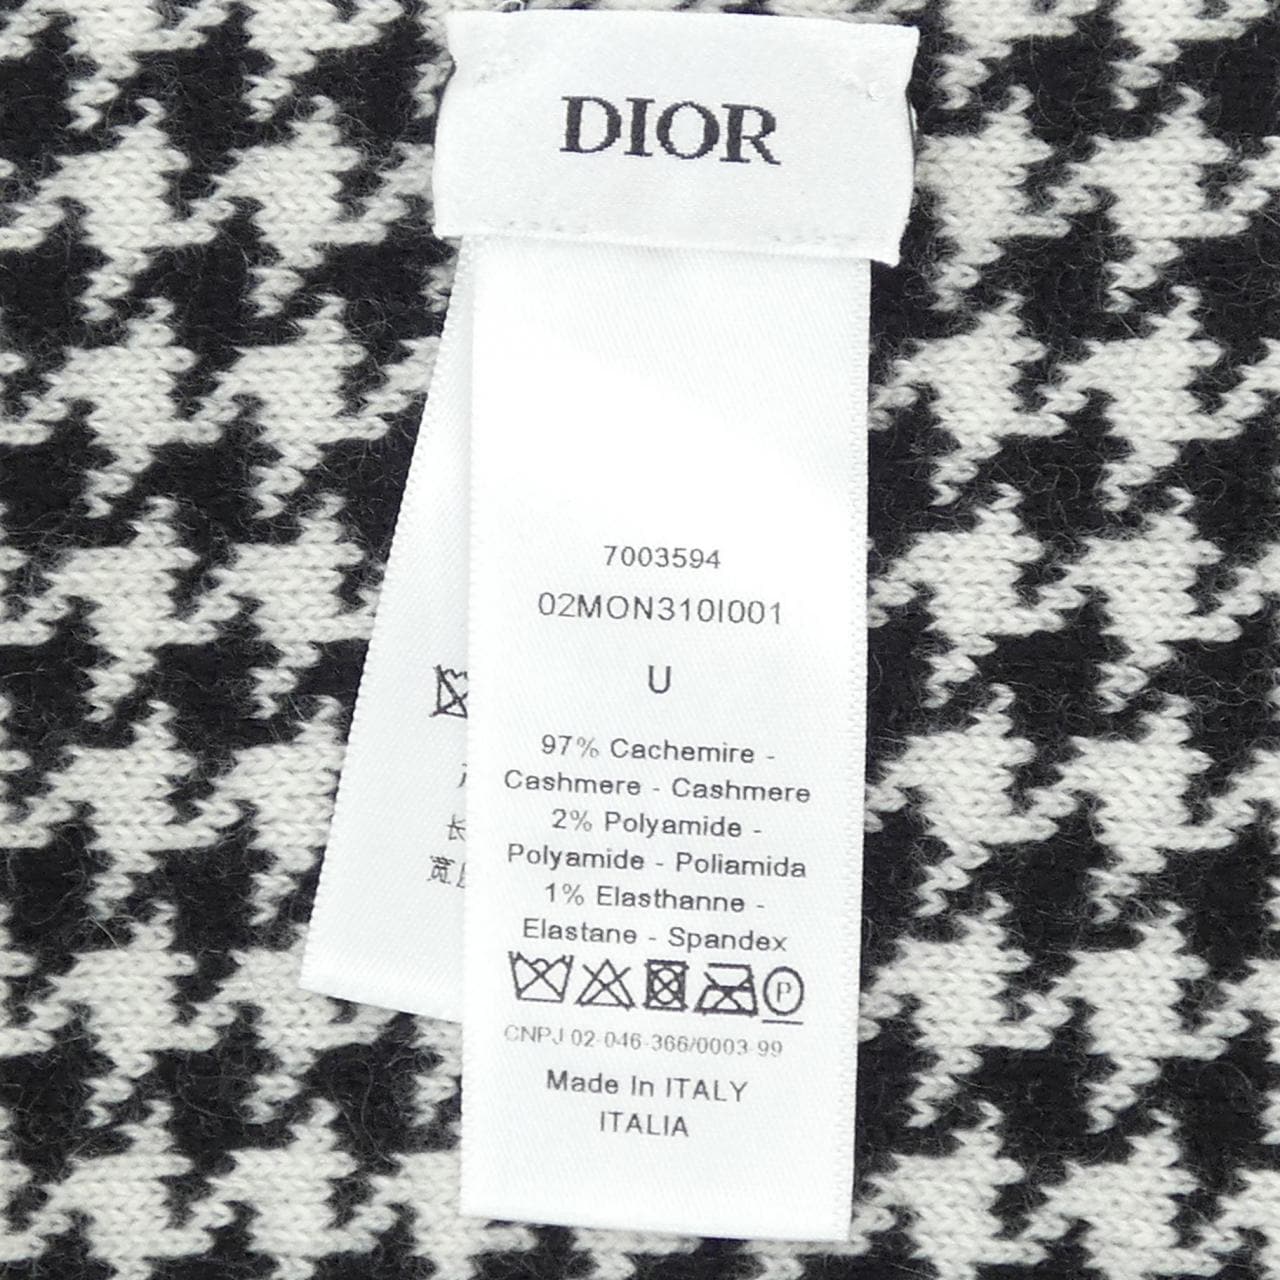 DIOR
7003594
02MON310I001
U
97% Cachemire -
Cashmere - Cashmere
2% Polyamide -
Polyamide - Poliamida
1% Elasthanne -
Elastane - Spandex
P
CNPJ 02-046-366/0003-99
Made In ITALY
ITALIA
长
宽